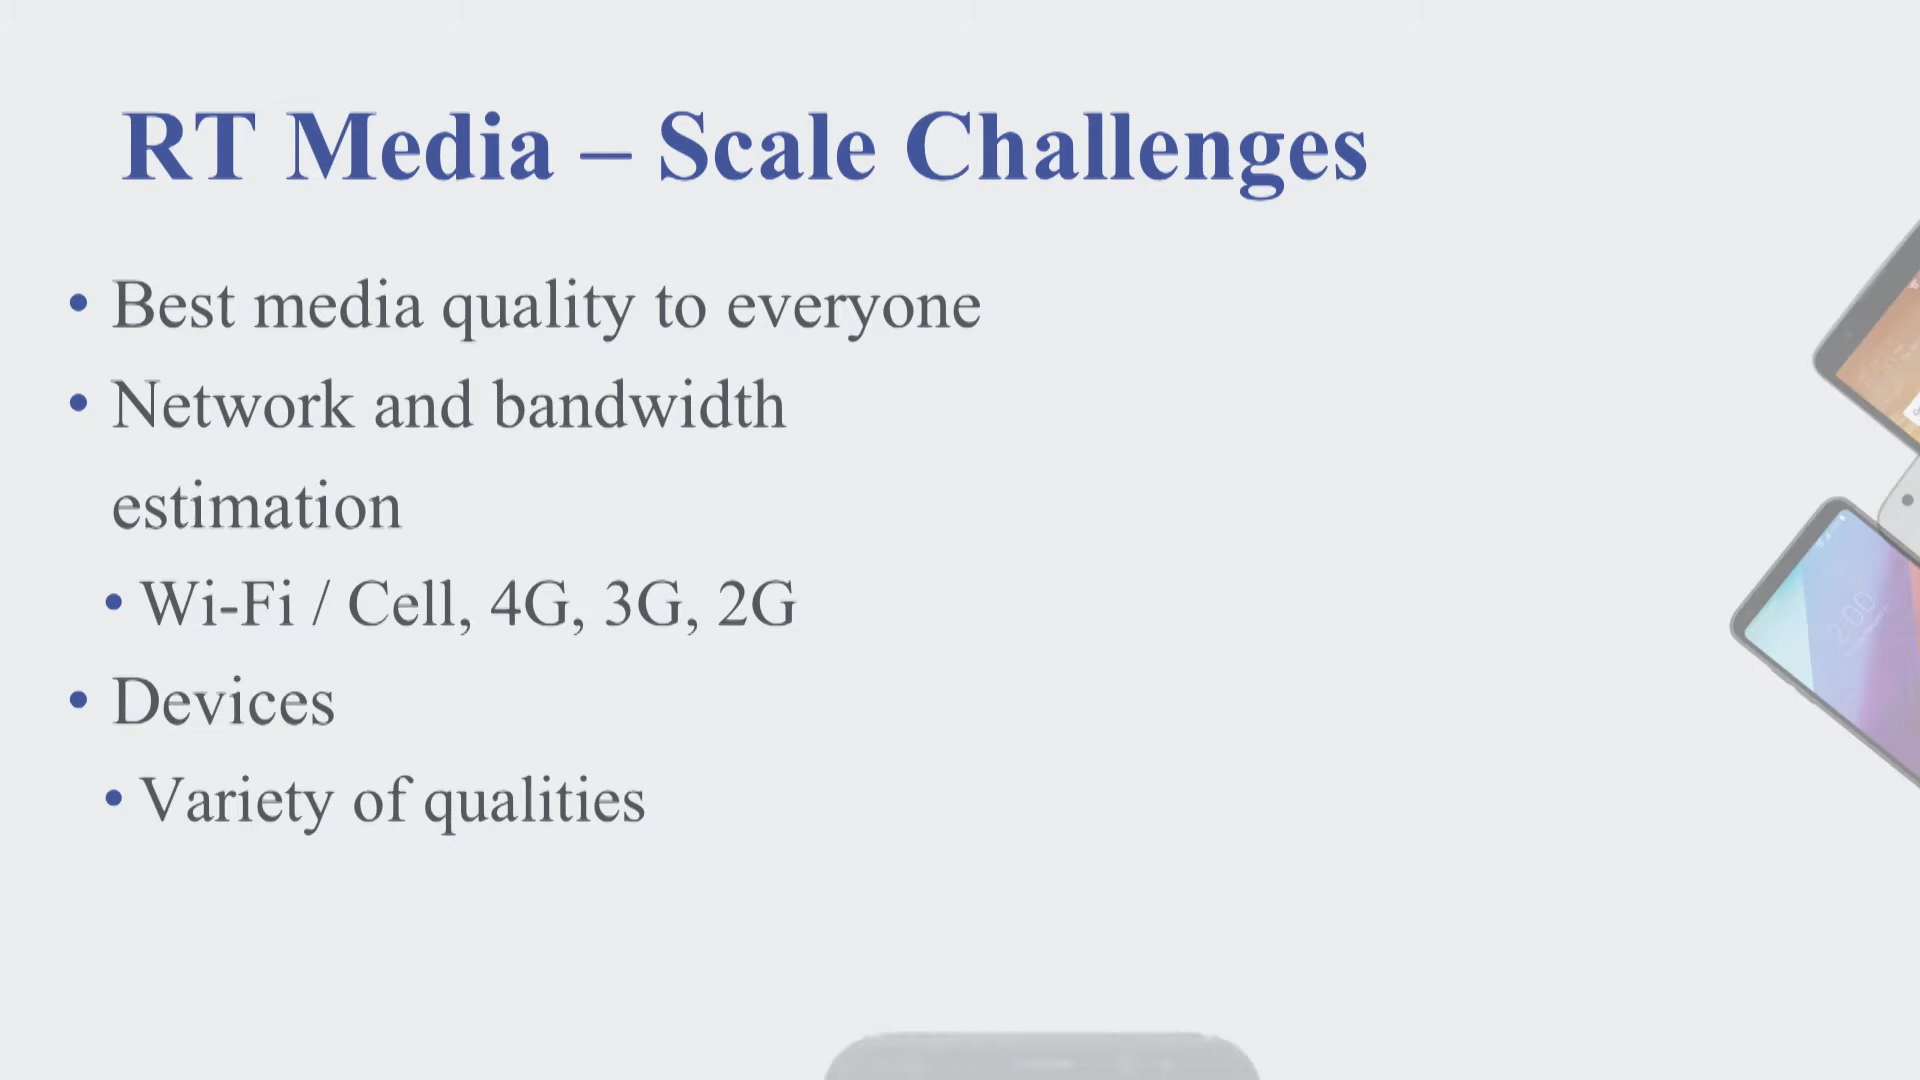 RT Media – Scale Challenges
• Best media quality to everyone
• Network and bandwidth
estimation
• Wi-Fi / Cell, 4G, 3G, 2G
• Devices
• Variety of qualities